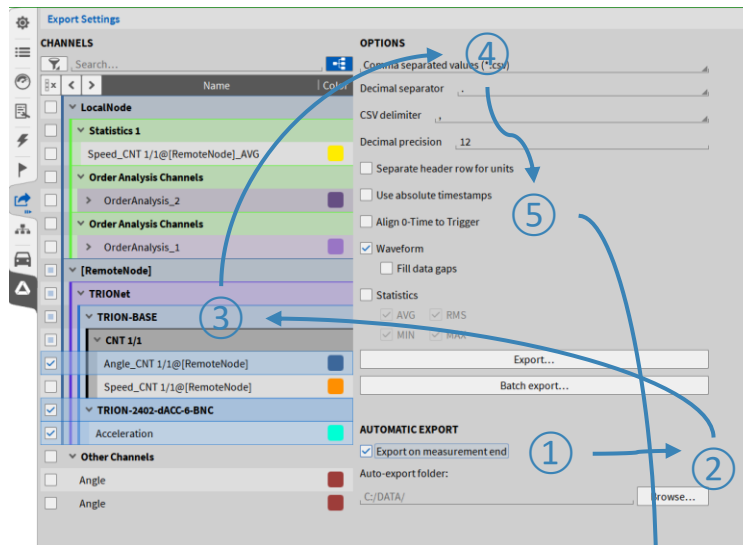 Export Settings
CHANNELS
Search...
Name
Color
LocalNode
Statistics 1
Speed_CNT 1/1@[RemoteNode]_AVG
Order Analysis Channels
OrderAnalysis_2
Order Analysis Channels
OrderAnalysis_1
[RemoteNode]
TRIONet
TRION-BASE
CNT 1/1
Angle_CNT 1/1@[RemoteNode]
Speed_CNT 1/1@[RemoteNode]
TRION-2402-dACC-6-BNC
Acceleration
Other Channels
Angle
Angle
3
OPTIONS
Comma separated values (*.csv)
4
Decimal separator .
CSV delimiter ,
Decimal precision 12
Separate header row for units
Use absolute timestamps
5
Align 0-Time to Trigger
Waveform
Fill data gaps
Statistics
AVG RMS
MIN MAX
Export...
Batch export...
AUTOMATIC EXPORT
Export on measurement end
1
2
Auto-export folder:
C:/DATA/
Browse...